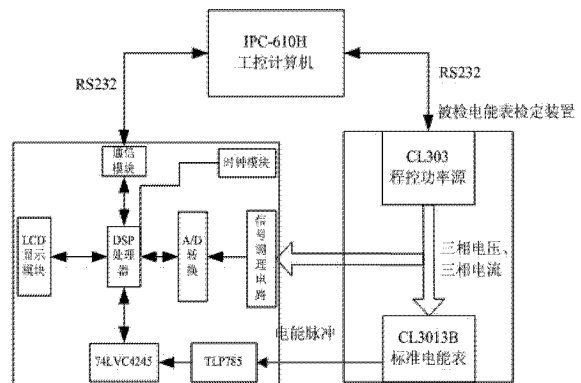 IPC-610H
工控计算机
RS232
RS232
被检电能表检定装置
通信
模块
时钟模块
CL303
程控功率源
LCD
显示
模块
DSP
处理
器
A/D
转换
信号调理电路
三相电压、
三相电流
电能脉冲
74LVC4245
TLP785
CL3013B
标准电能表